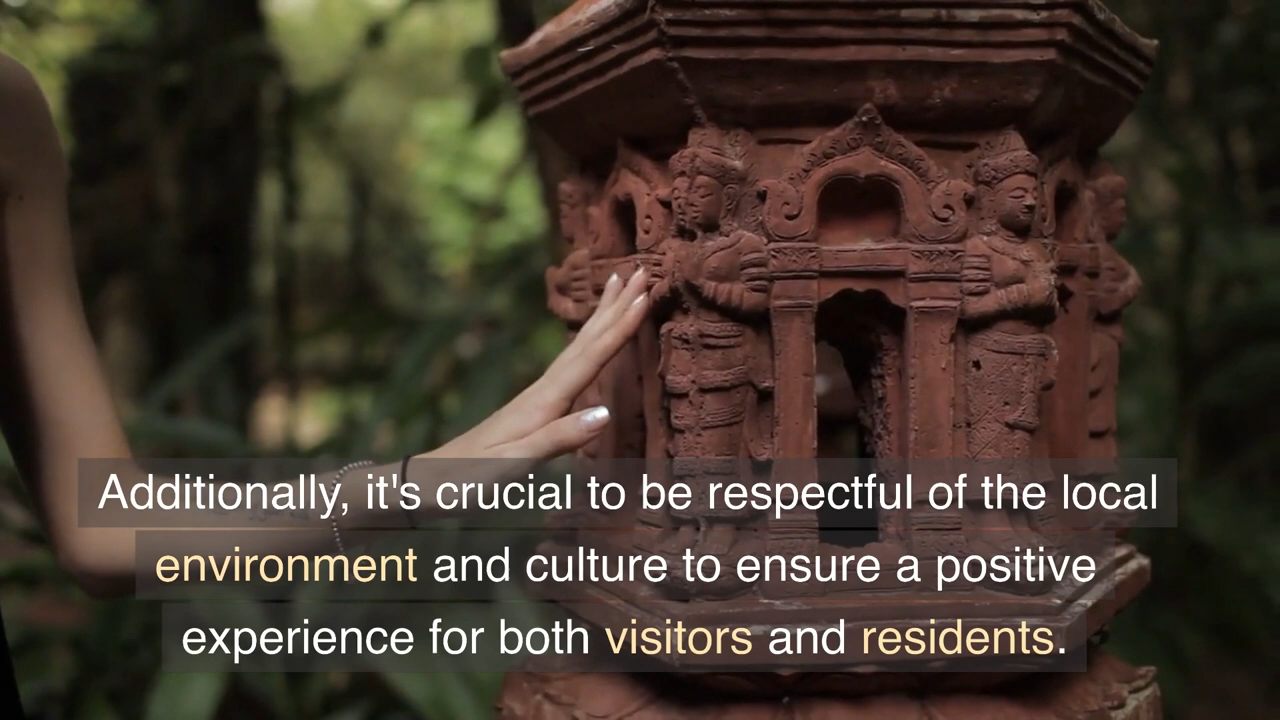 Additionally, it's crucial to be respectful of the local
environment and culture to ensure a positive
experience for both visitors and residents.